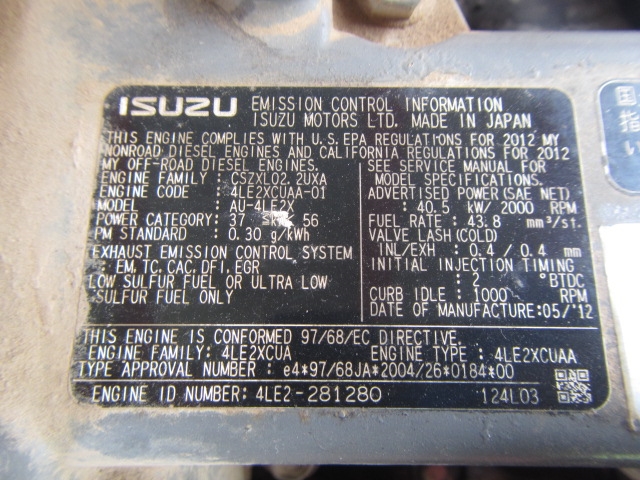 ISUZU EMISSION CONTROL INFORMATION
ISUZU MOTORS LTD. MADE IN JAPAN
THIS ENGINE COMPLIES WITH U.S. EPA REGULATIONS FOR 2012 MY
NONROAD DIESEL ENGINES AND CALIFORNIA REGULATIONS FOR 2012
MY OFF-ROAD DIESEL ENGINES.
ENGINE FAMILY : CSZXL02.2UXA
ENGINE CODE : 4LE2XCUAA-01
MODEL : AU-4LE2X
POWER CATEGORY: 37 56
PM STANDARD : 0.30 g/kWh
EXHAUST EMISSION CONTROL SYSTEM
: EM, TC, CAC, DFI, EGR
LOW SULFUR FUEL OR ULTRA LOW
SULFUR FUEL ONLY
SEE SERVICE MANUAL FOR
MODEL SPECIFICATIONS.
ADVERTISED POWER(SAE NET)
: 40.5 kW/ 2000 RPM
FUEL RATE : 43.8 mm³/st.
VALVE LASH (COLD)
INL/EXH : 0.4 / 0.4 mm
INITIAL INJECTION TIMING
: 2 °BTDC
CURB IDLE : 1000 RPM
DATE OF MANUFACTURE:05/'12
THIS ENGINE IS CONFORMED 97/68/EC DIRECTIVE.
ENGINE FAMILY: 4LE2XCUA ENGINE TYPE : 4LE2XCUAA
TYPE APPROVAL NUMBER : e4*97/68JA*2004/26*0184*00
ENGINE ID NUMBER: 4LE2-281280 124L03